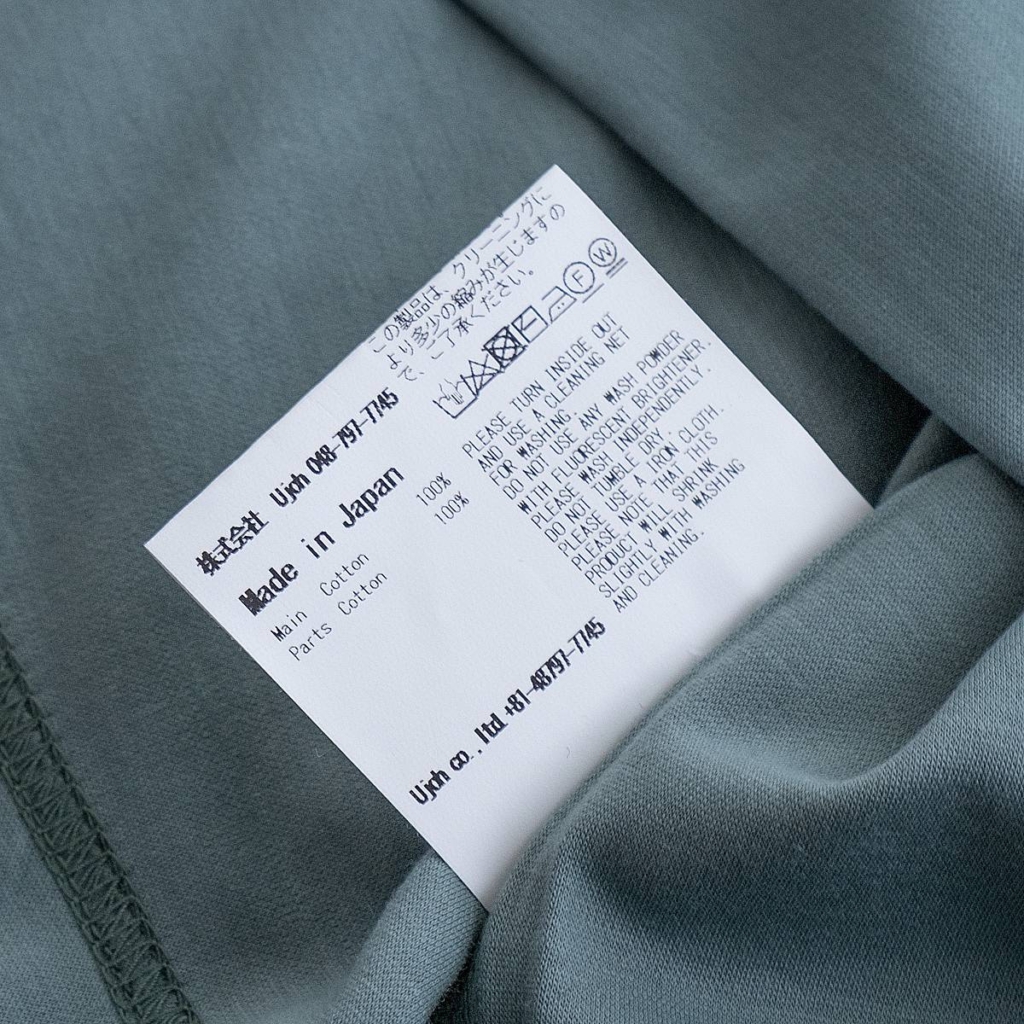 この製品は、クリーニングに
より多少の縮みが生じますの
で、ご了承ください。
F W
PLEASE TURN INSIDE OUT
AND USE A CLEANING NET
FOR WASHING.
DO NOT USE ANY WASH POWDER
WITH FLUORESCENT BRIGHTENER.
PLEASE WASH INDEPENDENTLY.
DO NOT TUMBLE DRY.
PLEASE USE A IRON CLOTH.
PLEASE NOTE THAT THIS
PRODUCT WILL SHRINK
SLIGHTLY WITH WASHING
AND CLEANING.
株式会社 Ujoh 048-797-7745
Made in Japan
Main Cotton 100%
Parts Cotton 100%
Ujoh co., ltd +81-48797-7745